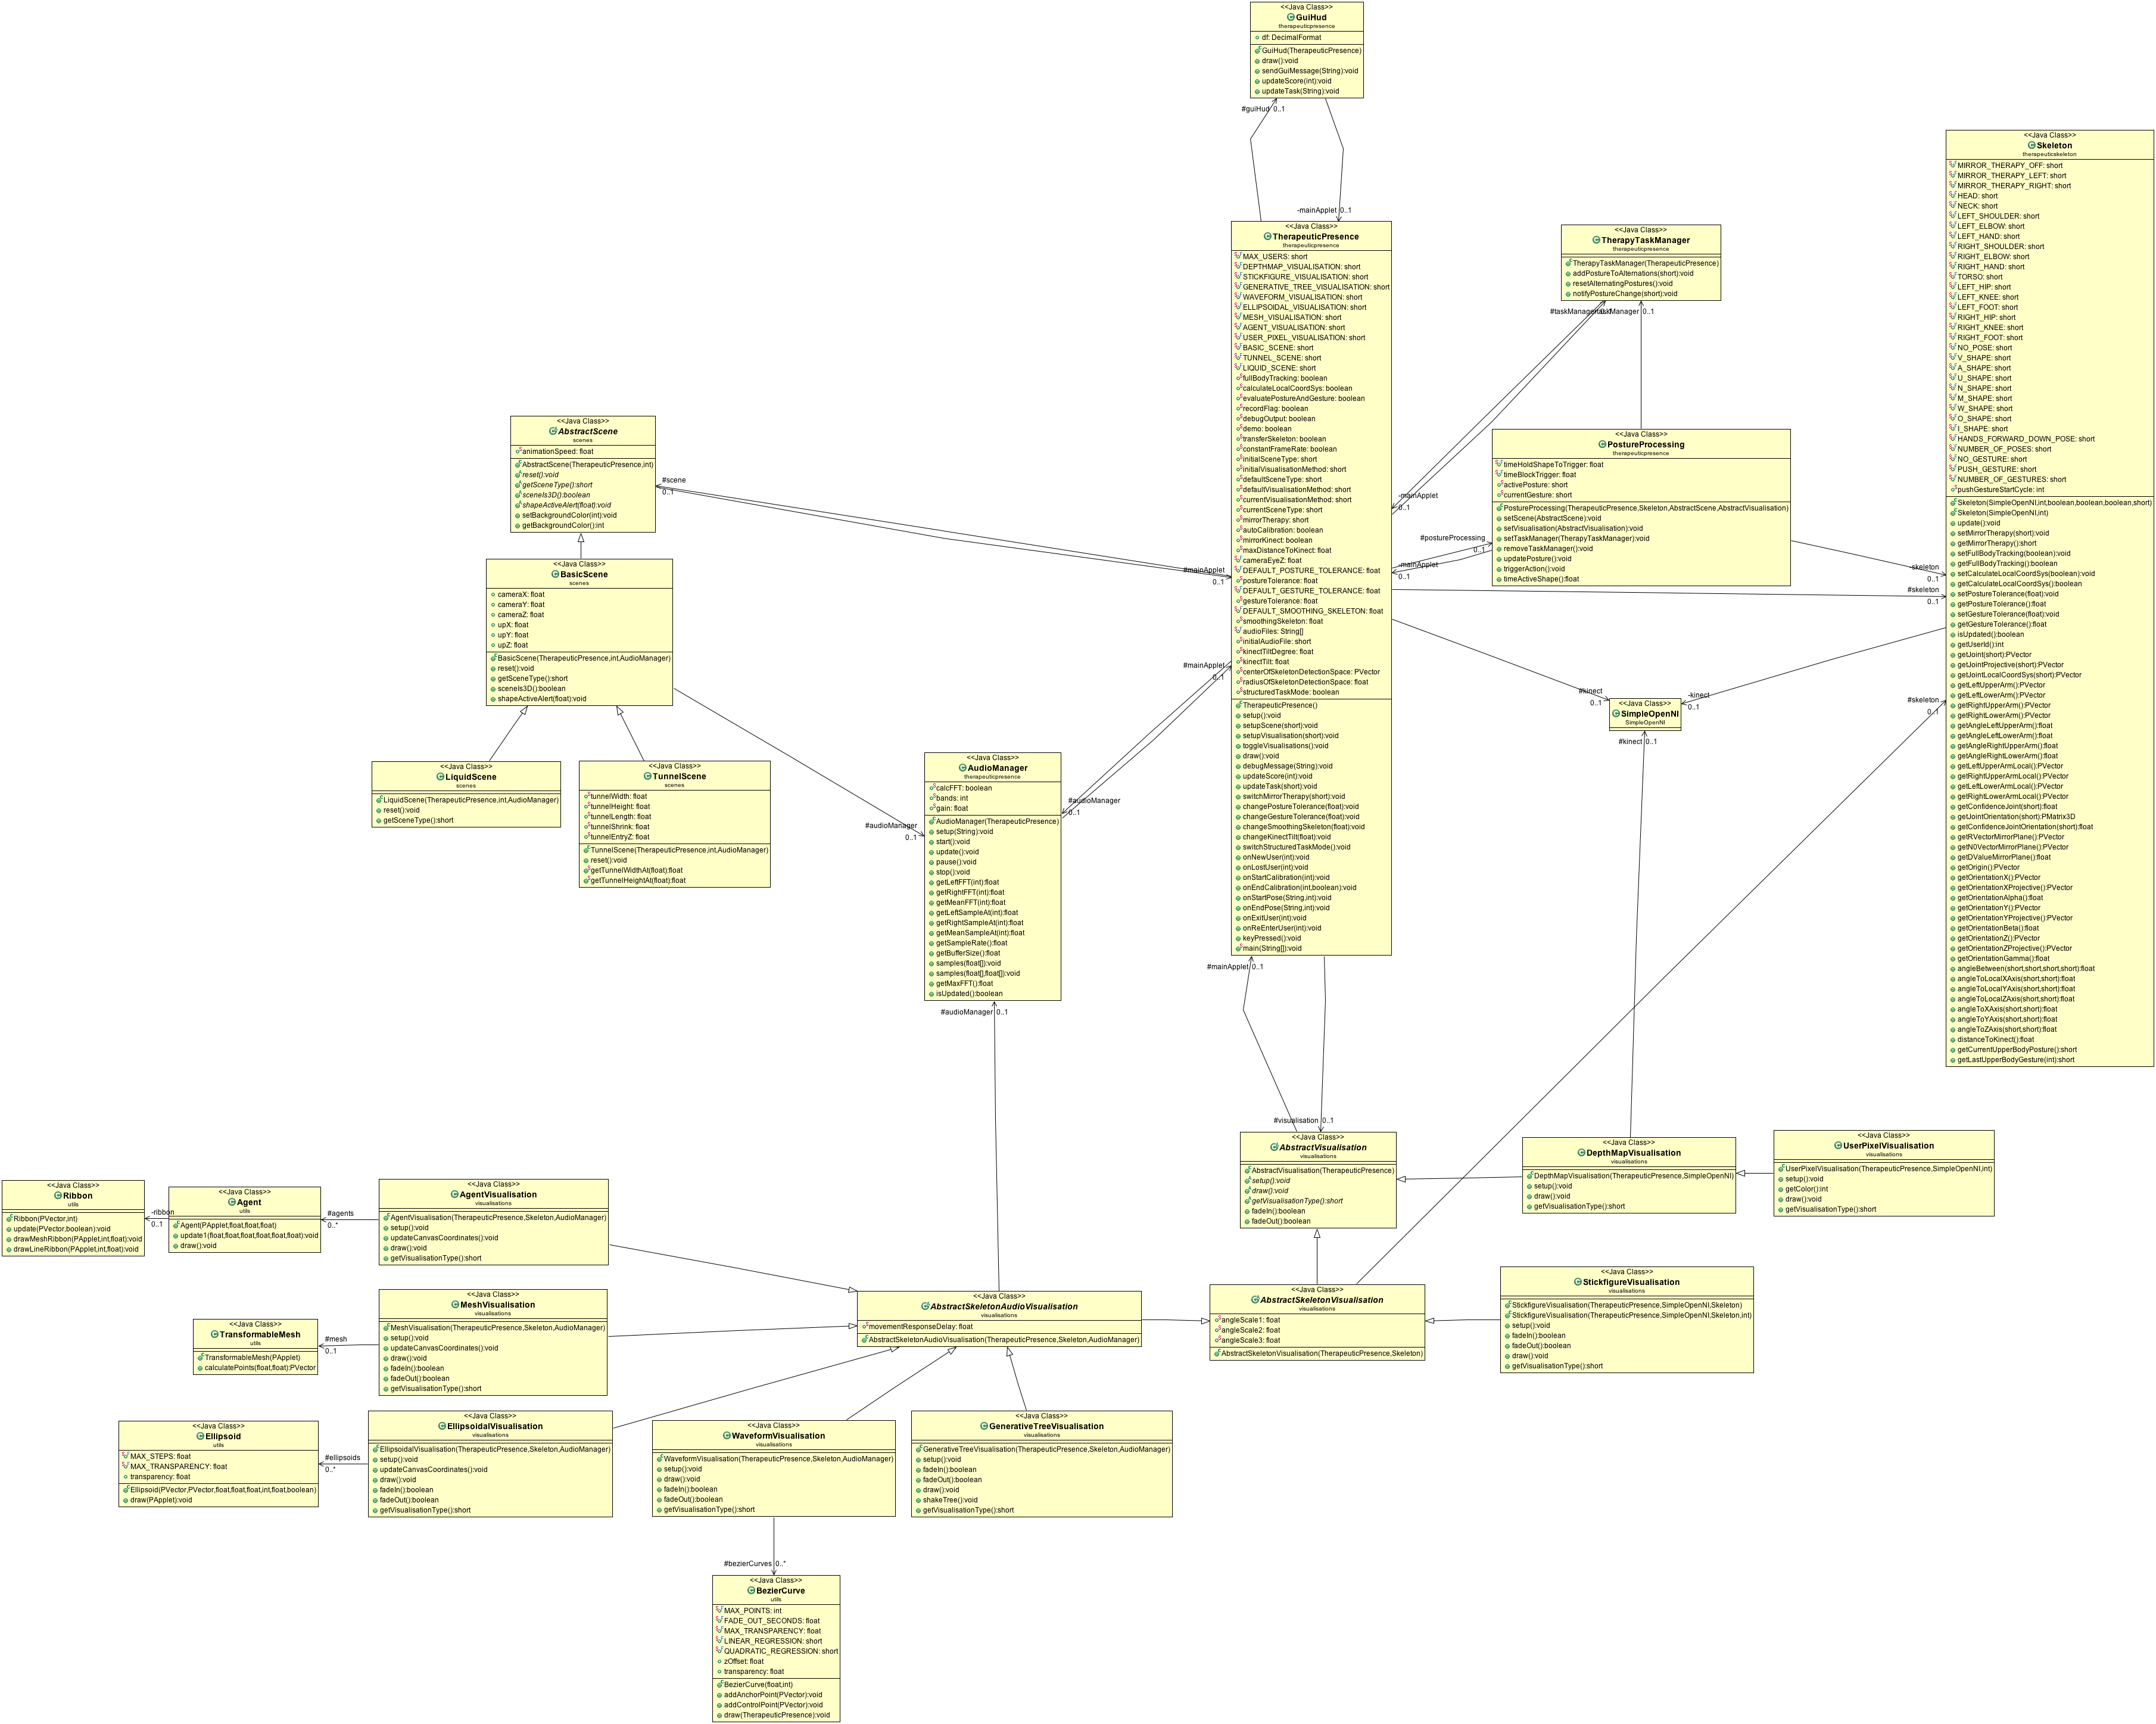 <<Java Class>>
GuiHud
therapeuticpresence
df: DecimalFormat
GuiHud(TherapeuticPresence)
draw():void
sendGuiMessage(String):void
updateScore(int):void
updateTask(String):void
#guiHud 0..1
-mainApplet 0..1
<<Java Class>>
TherapeuticPresence
therapeuticpresence
MAX_USERS: short
DEPTHMAP_VISUALISATION: short
STICKFIGURE_VISUALISATION: short
GENERATIVE_TREE_VISUALISATION: short
WAVEFORM_VISUALISATION: short
ELLIPSOIDAL_VISUALISATION: short
MESH_VISUALISATION: short
AGENT_VISUALISATION: short
USER_PIXEL_VISUALISATION: short
BASIC_SCENE: short
TUNNEL_SCENE: short
LIQUID_SCENE: short
fullBodyTracking: boolean
calculateLocalCoordSys: boolean
evaluatePostureAndGesture: boolean
recordFlag: boolean
debugOutput: boolean
demo: boolean
transferSkeleton: boolean
constantFrameRate: boolean
initialSceneType: short
initialVisualisationMethod: short
defaultSceneType: short
defaultVisualisationMethod: short
currentVisualisationMethod: short
currentSceneType: short
mirrorTherapy: short
autoCalibration: boolean
mirrorKinect: boolean
maxDistanceToKinect: float
cameraEyeZ: float
DEFAULT_POSTURE_TOLERANCE: float
postureTolerance: float
DEFAULT_GESTURE_TOLERANCE: float
gestureTolerance: float
DEFAULT_SMOOTHING_SKELETON: float
smoothingSkeleton: float
audioFiles: String[]
initialAudioFile: short
kinectTiltDegree: float
kinectTilt: float
centerOfSkeletonDetectionSpace: PVector
radiusOfSkeletonDetectionSpace: float
structuredTaskMode: boolean
TherapeuticPresence()
setup():void
setupScene(short):void
setupVisualisation(short):void
toggleVisualisations():void
draw():void
debugMessage(String):void
updateScore(int):void
updateTask(String):void
switchMirrorTherapy(short):void
changePostureTolerance(float):void
changeGestureTolerance(float):void
changeSmoothingSkeleton(float):void
changeKinectTilt(float):void
switchStructuredTaskMode():void
onNewUser(int):void
onLostUser(int):void
onStartCalibration(int):void
onEndCalibration(int,boolean):void
onStartPose(String,int):void
onEndPose(String,int):void
onExitUser(int):void
onReEnterUser(int):void
keyPressed():void
main(String[]):void
<<Java Class>>
TherapyTaskManager
therapeuticpresence
TherapyTaskManager(TherapeuticPresence)
addPostureToAlternations(short):void
resetAlternatingPostures():void
notifyPostureChange(short):void
#taskManager
taskManager 0..1
-mainApplet
0..1
<<Java Class>>
PostureProcessing
therapeuticpresence
timeHoldShapeToTrigger: float
timeBlockTrigger: float
activePosture: short
currentGesture: short
PostureProcessing(TherapeuticPresence,Skeleton,AbstractScene,AbstractVisualisation)
setScene(AbstractScene):void
setVisualisation(AbstractVisualisation):void
setTaskManager(TherapyTaskManager):void
removeTaskManager():void
updatePosture():void
triggerAction():void
timeActiveShape():float
#postureProcessing
0..1
-mainApplet
0..1
-skeleton
0..1
#skeleton
0..1
<<Java Class>>
Skeleton
therapeuticskeleton
MIRROR_THERAPY_OFF: short
MIRROR_THERAPY_LEFT: short
MIRROR_THERAPY_RIGHT: short
HEAD: short
NECK: short
LEFT_SHOULDER: short
LEFT_ELBOW: short
LEFT_HAND: short
RIGHT_SHOULDER: short
RIGHT_ELBOW: short
RIGHT_HAND: short
TORSO: short
LEFT_HIP: short
LEFT_KNEE: short
LEFT_FOOT: short
RIGHT_HIP: short
RIGHT_KNEE: short
RIGHT_FOOT: short
NO_POSE: short
V_SHAPE: short
A_SHAPE: short
U_SHAPE: short
N_SHAPE: short
M_SHAPE: short
W_SHAPE: short
O_SHAPE: short
I_SHAPE: short
HANDS_FORWARD_DOWN_POSE: short
NUMBER_OF_POSES: short
NO_GESTURE: short
PUSH_GESTURE: short
NUMBER_OF_GESTURES: short
pushGestureStartCycle: int
Skeleton(SimpleOpenNI,int,boolean,boolean,boolean,short)
Skeleton(SimpleOpenNI,int)
update():void
setMirrorTherapy(short):void
getMirrorTherapy():short
setFullBodyTracking(boolean):void
getFullBodyTracking():boolean
setCalculateLocalCoordSys(boolean):void
getCalculateLocalCoordSys():boolean
setPostureTolerance(float):void
getPostureTolerance():float
setGestureTolerance(float):void
getGestureTolerance():float
isUpdated():boolean
getUserId():int
getJoint(short):PVector
getJointProjective(short):PVector
getJointLocalCoordSys(short):PVector
getLeftUpperArm():PVector
getLeftLowerArm():PVector
getRightUpperArm():PVector
getRightLowerArm():PVector
getAngleLeftUpperArm():float
getAngleLeftLowerArm():float
getAngleRightUpperArm():float
getAngleRightLowerArm():float
getLeftUpperArmLocal():PVector
getRightUpperArmLocal():PVector
getLeftLowerArmLocal():PVector
getRightLowerArmLocal():PVector
getConfidenceJoint(short):float
getJointOrientation(short):PMatrix3D
getConfidenceJointOrientation(short):float
getRVectorMirrorPlane():PVector
getN0VectorMirrorPlane():PVector
getDValueMirrorPlane():float
getOrigin():PVector
getOrientationX():PVector
getOrientationXProjective():PVector
getOrientationAlpha():float
getOrientationY():PVector
getOrientationYProjective():PVector
getOrientationBeta():float
getOrientationZ():PVector
getOrientationZProjective():PVector
getOrientationGamma():float
angleBetween(short,short,short,short):float
angleToLocalXAxis(short,short):float
angleToLocalYAxis(short,short):float
angleToLocalZAxis(short,short):float
angleToXAxis(short,short):float
angleToYAxis(short,short):float
angleToZAxis(short,short):float
distanceToKinect():float
getCurrentUpperBodyPosture():short
getLastUpperBodyGesture(int):short
#kinect
0..1
-kinect
0..1
#skeleton
0..1
<<Java Class>>
SimpleOpenNI
SimpleOpenNI
#kinect 0..1
<<Java Class>>
AbstractScene
scenes
animationSpeed: float
AbstractScene(TherapeuticPresence,int)
reset():void
getSceneType():short
sceneIs3D():boolean
shapeActiveAlert(float):void
setBackgroundColor(int):void
getBackgroundColor():int
#scene
0..1
#mainApplet
0..1
<<Java Class>>
BasicScene
scenes
cameraX: float
cameraY: float
cameraZ: float
upX: float
upY: float
upZ: float
BasicScene(TherapeuticPresence,int,AudioManager)
reset():void
getSceneType():short
sceneIs3D():boolean
shapeActiveAlert(float):void
<<Java Class>>
LiquidScene
scenes
LiquidScene(TherapeuticPresence,int,AudioManager)
reset():void
getSceneType():short
<<Java Class>>
TunnelScene
scenes
tunnelWidth: float
tunnelHeight: float
tunnelLength: float
tunnelShrink: float
tunnelEntryZ: float
TunnelScene(TherapeuticPresence,int,AudioManager)
reset():void
getTunnelWidthAt(float):float
getTunnelHeightAt(float):float
#audioManager
0..1
#mainApplet
0..1
#audioManager
0..1
<<Java Class>>
AudioManager
therapeuticpresence
calcFFT: boolean
bands: int
gain: float
AudioManager(TherapeuticPresence)
setup(String):void
start():void
update():void
pause():void
stop():void
getLeftFFT(int):float
getRightFFT(int):float
getMeanFFT(int):float
getLeftSampleAt(int):float
getRightSampleAt(int):float
getMeanSampleAt(int):float
getSampleRate():float
getBufferSize():float
samples(float[]):void
samples(float[],float[]):void
getMaxFFT():float
isUpdated():boolean
#audioManager 0..1
#mainApplet 0..1
#visualisation 0..1
<<Java Class>>
AbstractVisualisation
visualisations
AbstractVisualisation(TherapeuticPresence)
setup():void
draw():void
getVisualisationType():short
fadeIn():boolean
fadeOut():boolean
<<Java Class>>
DepthMapVisualisation
visualisations
DepthMapVisualisation(TherapeuticPresence,SimpleOpenNI)
setup():void
draw():void
getVisualisationType():short
<<Java Class>>
UserPixelVisualisation
visualisations
UserPixelVisualisation(TherapeuticPresence,SimpleOpenNI,int)
setup():void
getColor():int
draw():void
getVisualisationType():short
<<Java Class>>
Ribbon
utils
Ribbon(PVector,int)
update(PVector,boolean):void
drawMeshRibbon(PApplet,int,float):void
drawLineRibbon(PApplet,int,float):void
-ribbon
0..1
<<Java Class>>
Agent
utils
Agent(PApplet,float,float,float)
update1(float,float,float,float,float,float):void
draw():void
#agents
0..*
<<Java Class>>
AgentVisualisation
visualisations
AgentVisualisation(TherapeuticPresence,Skeleton,AudioManager)
setup():void
updateCanvasCoordinates():void
draw():void
getVisualisationType():short
<<Java Class>>
TransformableMesh
utils
TransformableMesh(PApplet)
calculatePoints(float,float):PVector
#mesh
0..1
<<Java Class>>
MeshVisualisation
visualisations
MeshVisualisation(TherapeuticPresence,Skeleton,AudioManager)
setup():void
updateCanvasCoordinates():void
draw():void
fadeIn():boolean
fadeOut():boolean
getVisualisationType():short
<<Java Class>>
AbstractSkeletonAudioVisualisation
visualisations
movementResponseDelay: float
AbstractSkeletonAudioVisualisation(TherapeuticPresence,Skeleton,AudioManager)
<<Java Class>>
AbstractSkeletonVisualisation
visualisations
angleScale1: float
angleScale2: float
angleScale3: float
AbstractSkeletonVisualisation(TherapeuticPresence,Skeleton)
<<Java Class>>
StickfigureVisualisation
visualisations
StickfigureVisualisation(TherapeuticPresence,SimpleOpenNI,Skeleton)
StickfigureVisualisation(TherapeuticPresence,SimpleOpenNI,Skeleton,int)
setup():void
fadeIn():boolean
fadeOut():boolean
draw():void
getVisualisationType():short
<<Java Class>>
Ellipsoid
utils
MAX_STEPS: float
MAX_TRANSPARENCY: float
transparency: float
Ellipsoid(PVector,PVector,float,float,float,int,float,boolean)
draw(PApplet):void
#ellipsoids
0..*
<<Java Class>>
EllipsoidalVisualisation
visualisations
EllipsoidalVisualisation(TherapeuticPresence,Skeleton,AudioManager)
setup():void
updateCanvasCoordinates():void
draw():void
fadeIn():boolean
fadeOut():boolean
getVisualisationType():short
<<Java Class>>
WaveformVisualisation
visualisations
WaveformVisualisation(TherapeuticPresence,Skeleton,AudioManager)
setup():void
draw():void
fadeIn():boolean
fadeOut():boolean
getVisualisationType():short
<<Java Class>>
GenerativeTreeVisualisation
visualisations
GenerativeTreeVisualisation(TherapeuticPresence,Skeleton,AudioManager)
setup():void
fadeIn():boolean
fadeOut():boolean
draw():void
shakeTree():void
getVisualisationType():short
#bezierCurves 0..*
<<Java Class>>
BezierCurve
utils
MAX_POINTS: int
FADE_OUT_SECONDS: float
MAX_TRANSPARENCY: float
LINEAR_REGRESSION: short
QUADRATIC_REGRESSION: short
zOffset: float
transparency: float
BezierCurve(float,int)
addAnchorPoint(PVector):void
addControlPoint(PVector):void
draw(TherapeuticPresence):void